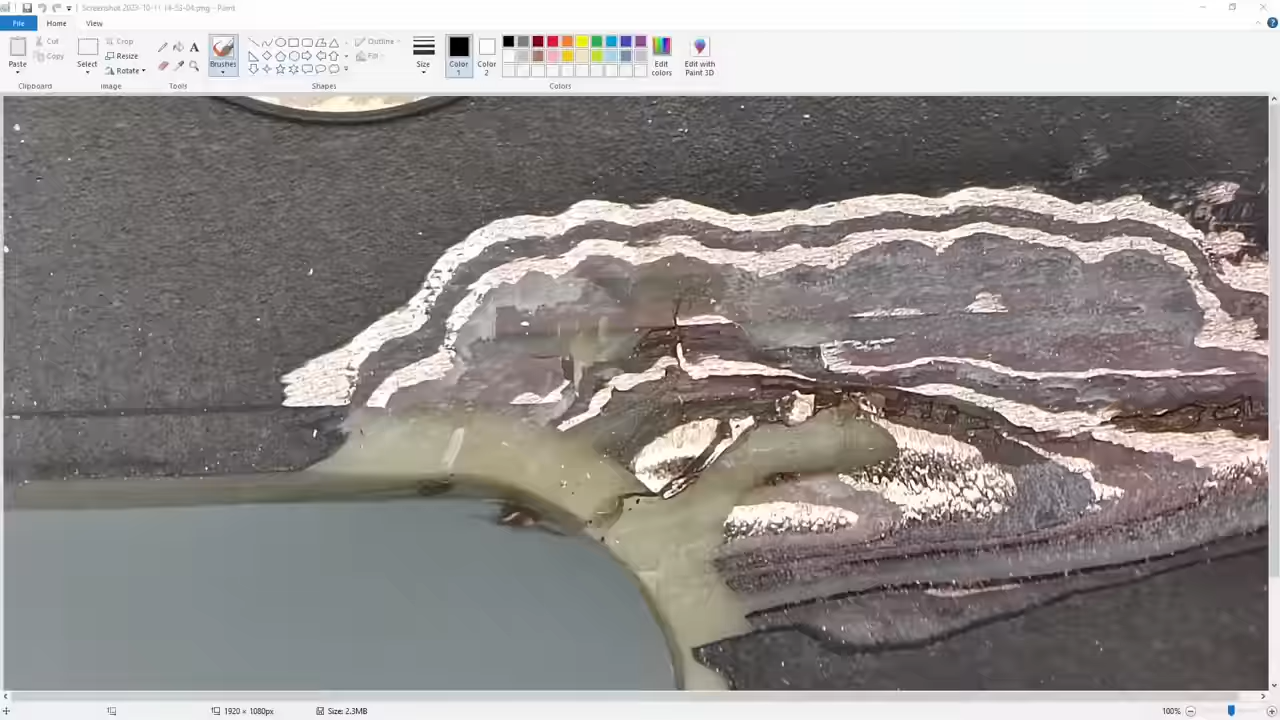 Screenshot 2023-10-11 14-53-04.png - Paint
File Home View
Paste
Cut
Copy
Clipboard
Select
Crop
Resize
Rotate
Image
A
Tools
Brushes
Outline
Fill
Shapes
Size
Color 1
Color 2
Edit colors
Edit with Paint 3D
Colors
1920 × 1080px
Size: 2.3MB
100%